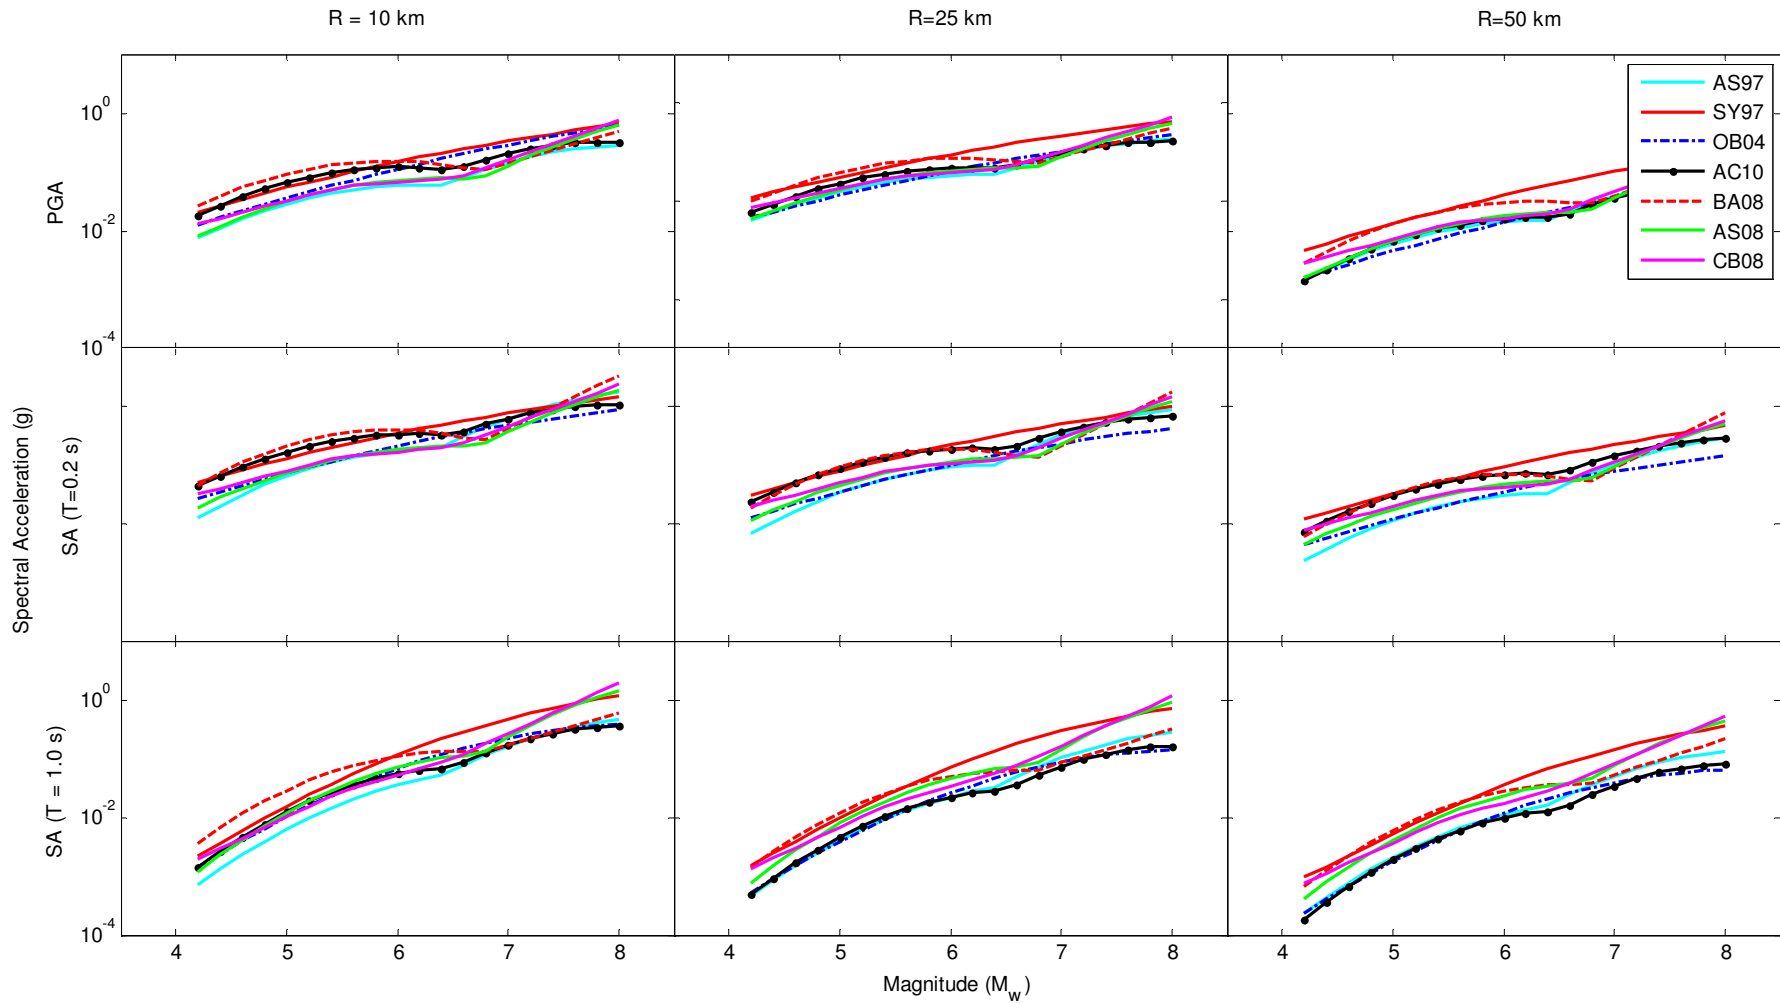 R = 10 km
R=25 km
R=50 km
AS97
SY97
OB04
AC10
BA08
AS08
CB08
10^0
10^-2
10^-4
PGA
SA (T=0.2 s)
Spectral Acceleration (g)
10^0
10^-2
10^-4
SA (T = 1.0 s)
4 5 6 7 8 4 5 6 7 8 4 5 6 7 8
Magnitude (M_w)